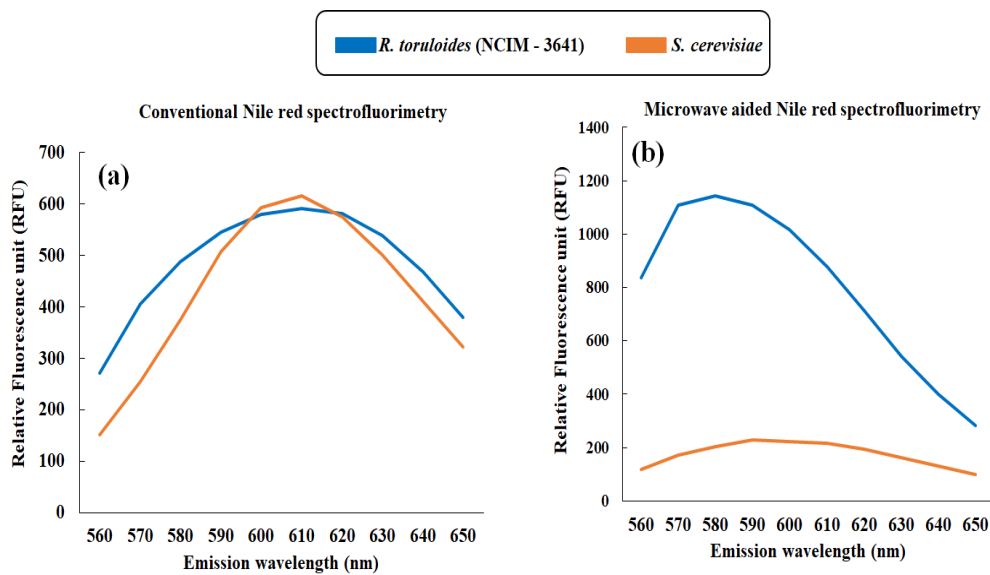 R. toruloides (NCIM - 3641) S. cerevisiae
Conventional Nile red spectrofluorimetry
(a)
Relative Fluorescence unit (RFU)
700
600
500
400
300
200
100
0
560 570 580 590 600 610 620 630 640 650
Emission wavelength (nm)
Microwave aided Nile red spectrofluorimetry
(b)
Relative Fluorescence unit (RFU)
1400
1200
1000
800
600
400
200
0
560 570 580 590 600 610 620 630 640 650
Emission wavelength (nm)